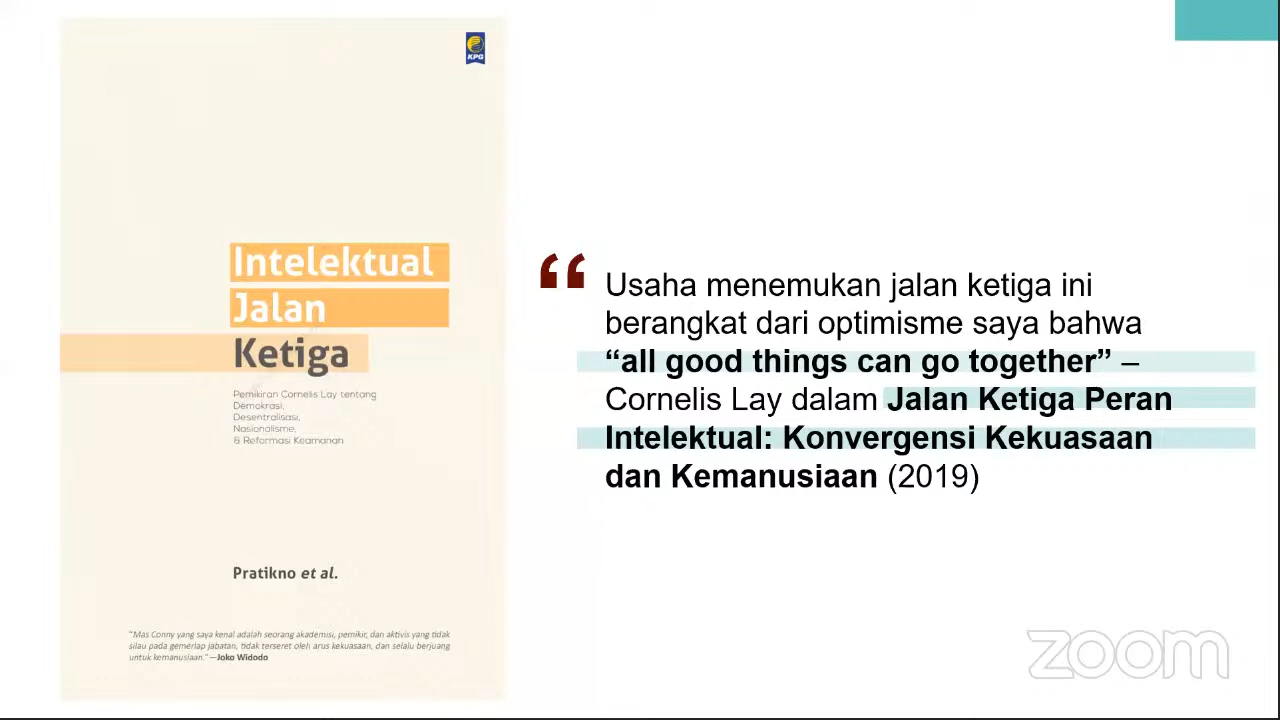 KPG
Intelektual
Jalan
Ketiga
Pemikiran Cornelis Lay tentang
Demokrasi,
Desentralisasi,
Nasionalisme,
& Reformasi Keamanan
Pratikno et al.
"Mas Conny yang saya kenal adalah seorang akademisi, pemikir, dan aktivis yang tidak
silau pada gemerlap jabatan, tidak terseret oleh arus kekuasaan, dan selalu berjuang
untuk kemanusiaan." —Joko Widodo
“
Usaha menemukan jalan ketiga ini
berangkat dari optimisme saya bahwa
“all good things can go together” –
Cornelis Lay dalam Jalan Ketiga Peran
Intelektual: Konvergensi Kekuasaan
dan Kemanusiaan (2019)
zoom